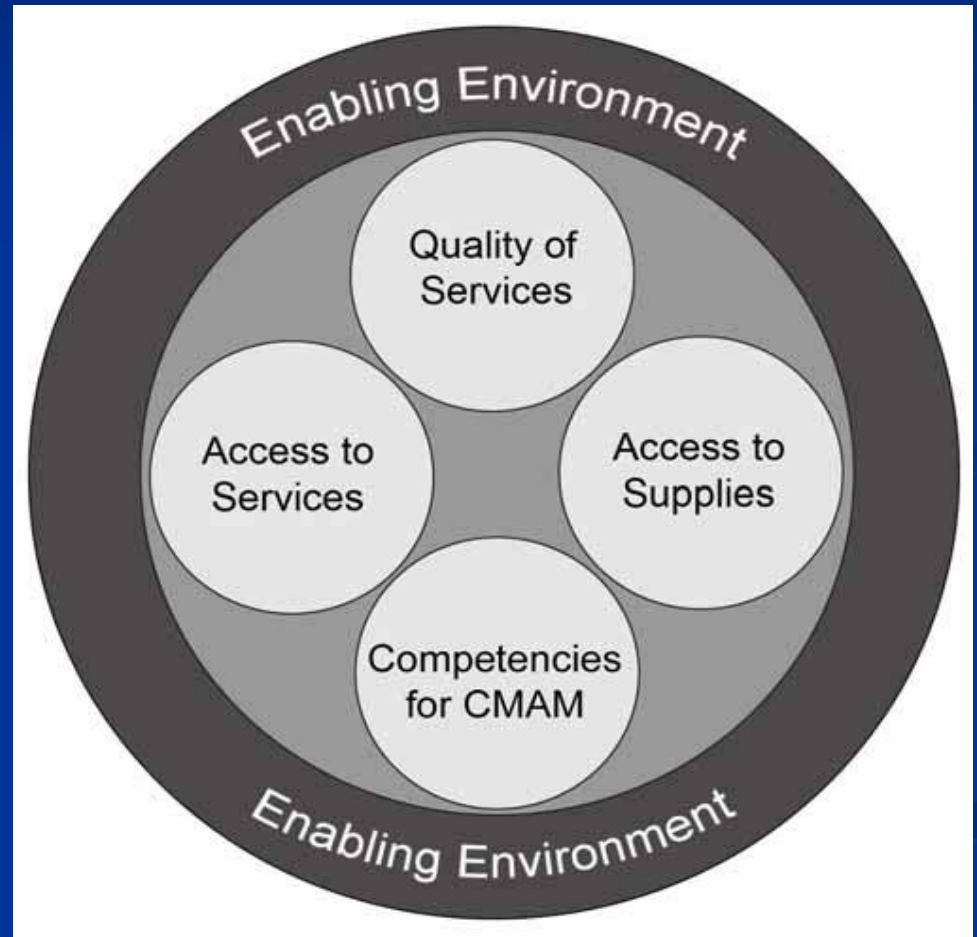 Enabling Environment
Quality of
Services
Access to
Services
Access to
Supplies
Competencies
for CMAM
Enabling Environment